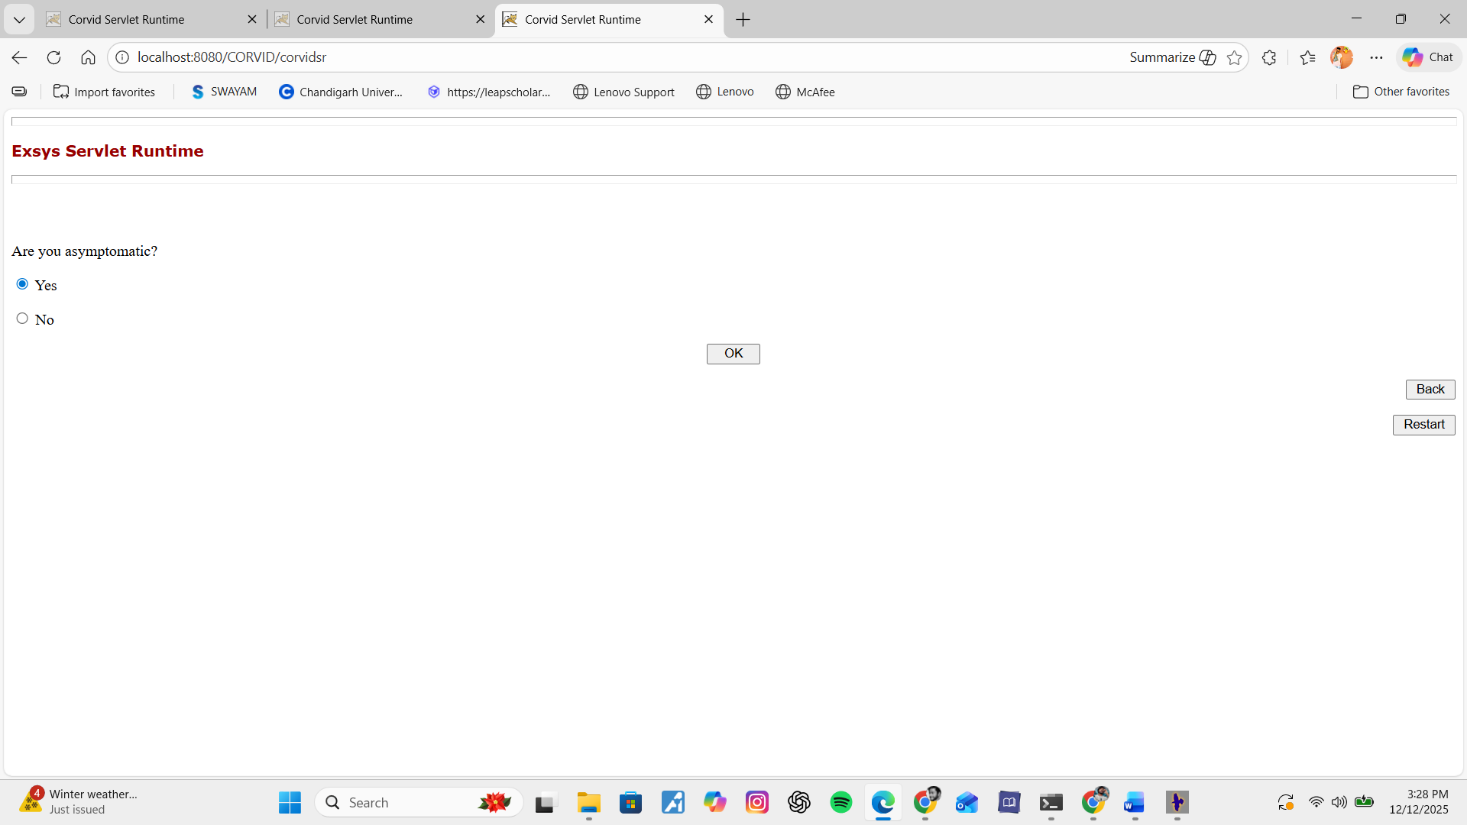 Corvid Servlet Runtime
Corvid Servlet Runtime
Corvid Servlet Runtime
localhost:8080/CORVID/corvidsr
Summarize
Chat
Import favorites
SWAYAM
Chandigarh Univer...
https://leapscholar...
Lenovo Support
Lenovo
McAfee
Other favorites
Exsys Servlet Runtime
Are you asymptomatic?
Yes
No
OK
Back
Restart
4
Winter weather...
Just issued
Search
3:28 PM
12/12/2025